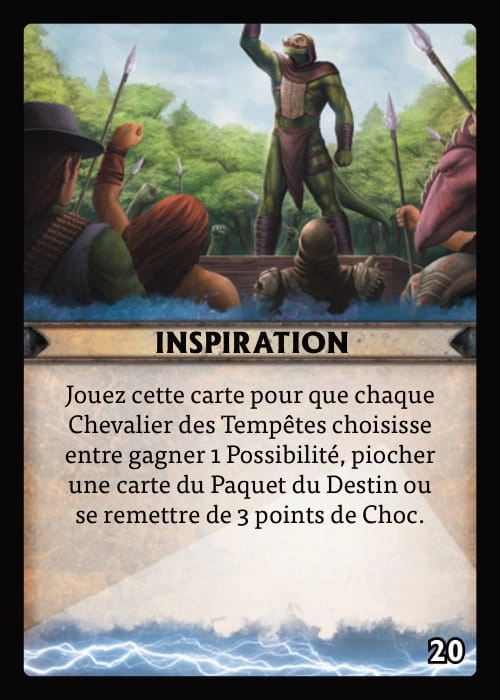 INSPIRATION
Jouez cette carte pour que chaque
Chevalier des Tempêtes choisisse
entre gagner 1 Possibilité, piocher
une carte du Paquet du Destin ou
se remettre de 3 points de Choc.
20